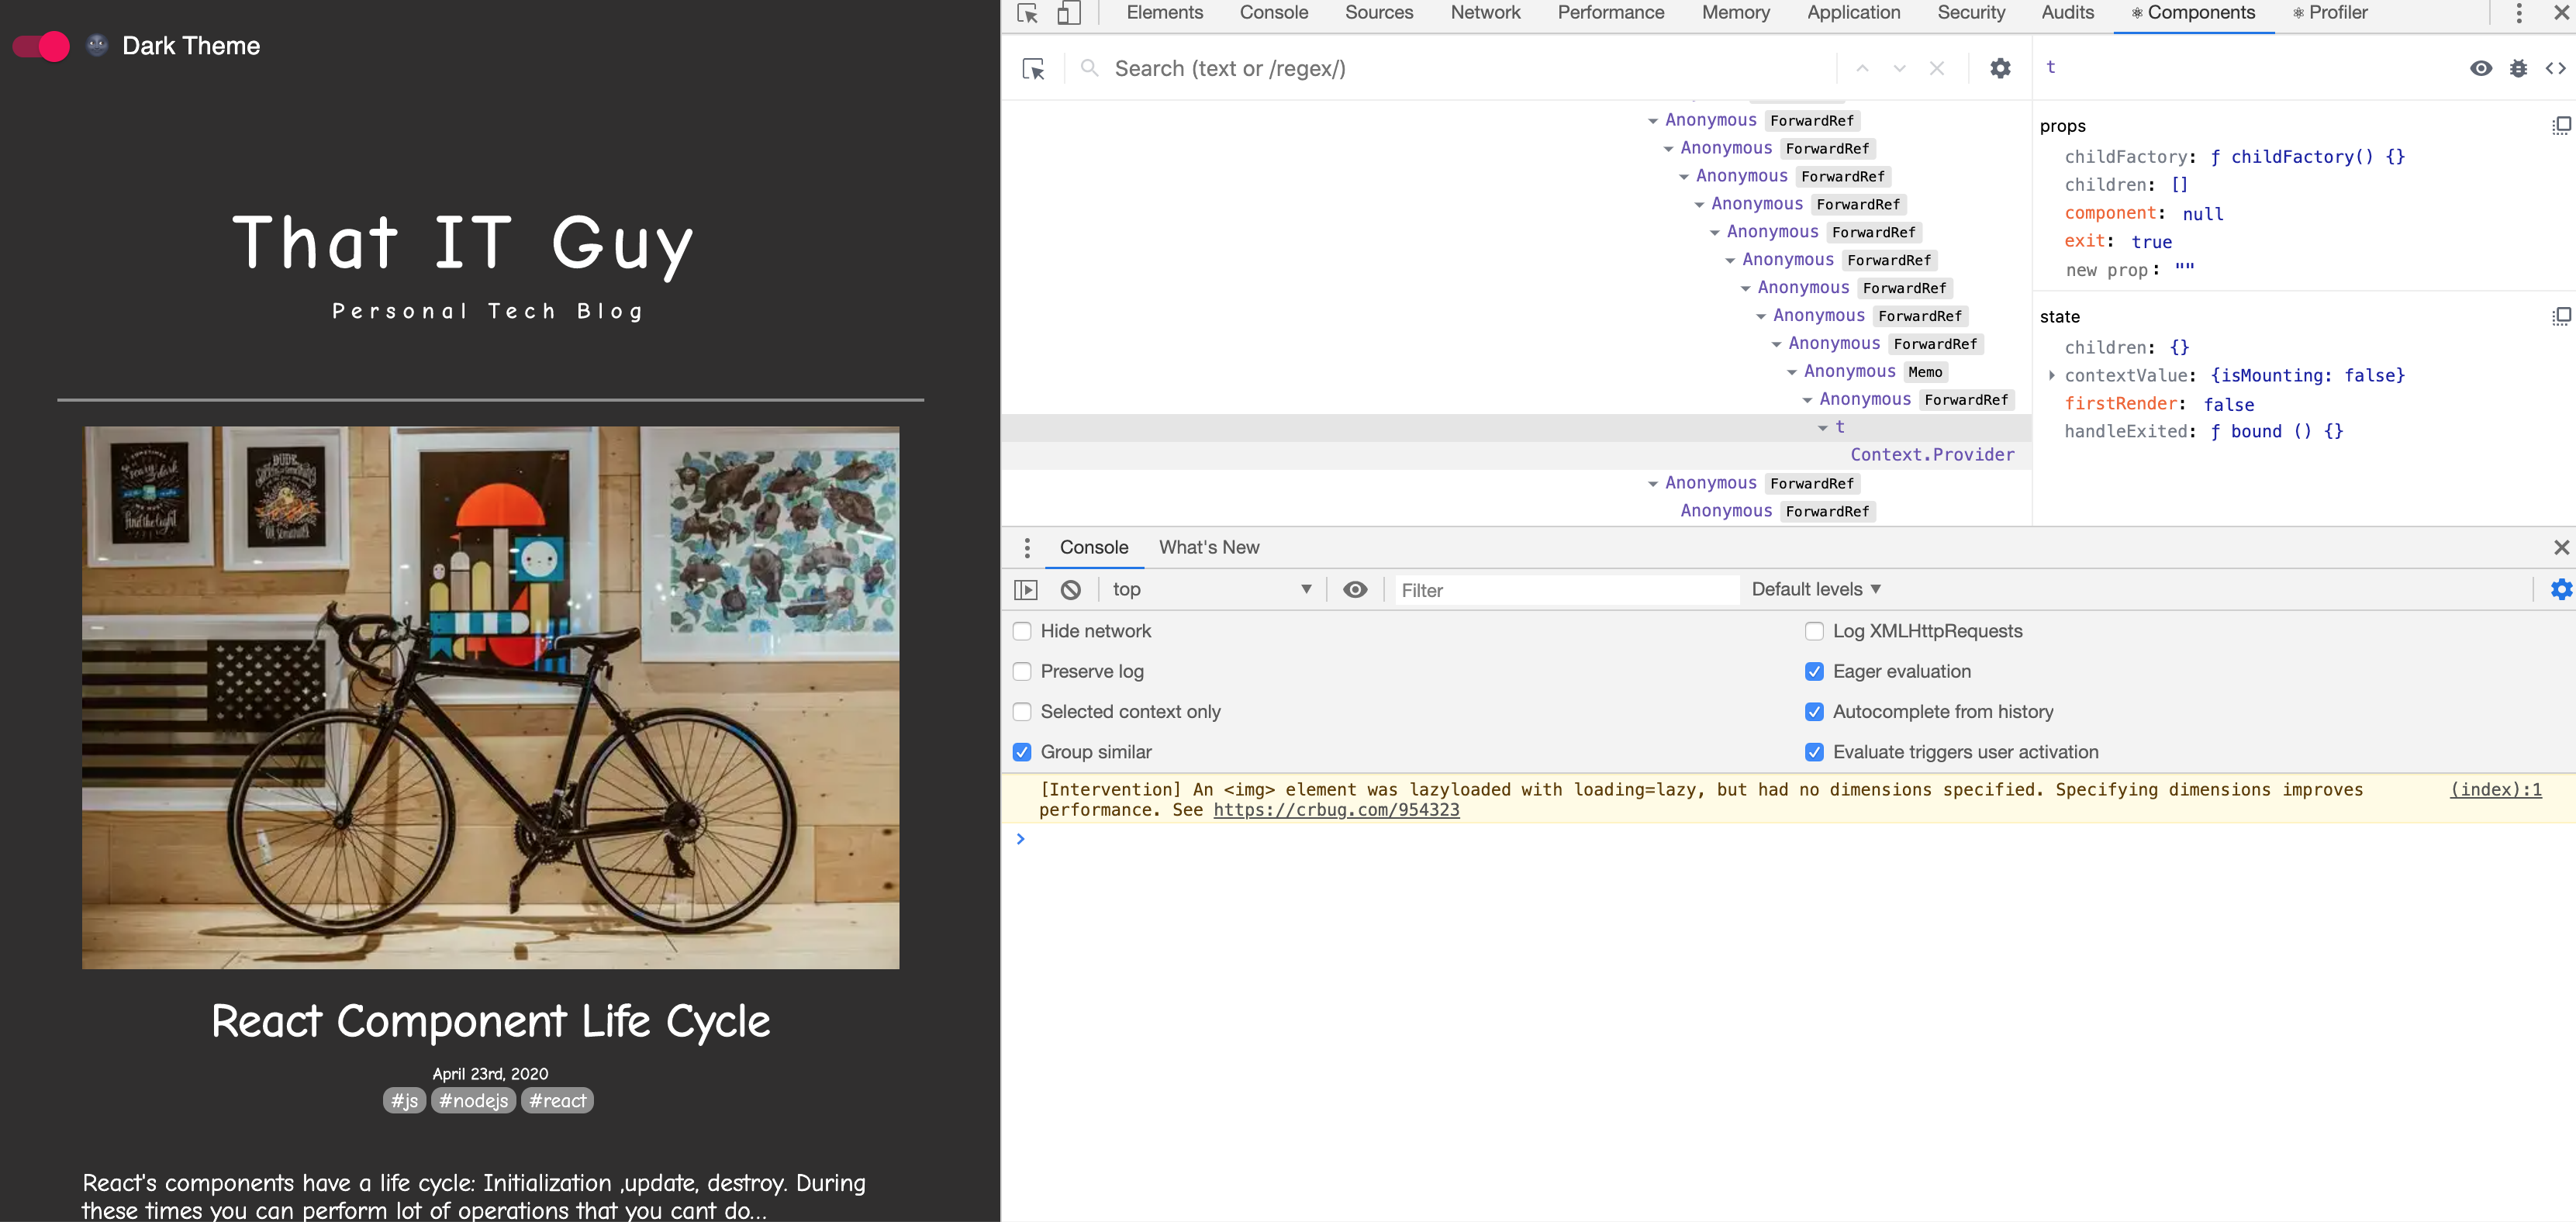 Dark Theme
That IT Guy
Personal Tech Blog
find the light
DUDE
React Component Life Cycle
April 23rd, 2020
#js #nodejs #react
React's components have a life cycle: Initialization ,update, destroy. During
these times you can perform lot of operations that you cant do...
Elements Console Sources Network Performance Memory Application Security Audits Components Profiler
Search (text or /regex/)
Anonymous ForwardRef
Anonymous ForwardRef
Anonymous ForwardRef
Anonymous ForwardRef
Anonymous ForwardRef
Anonymous ForwardRef
Anonymous ForwardRef
Anonymous ForwardRef
Anonymous ForwardRef
Anonymous Memo
Anonymous ForwardRef
t
Context.Provider
Anonymous ForwardRef
Anonymous ForwardRef
t
props
childFactory: ƒ childFactory() {}
children: []
component: null
exit: true
new prop: ""
state
children: {}
contextValue: {isMounting: false}
firstRender: false
handleExited: ƒ bound () {}
Console What's New
top Filter Default levels
Hide network
Preserve log
Selected context only
Group similar
Log XMLHttpRequests
Eager evaluation
Autocomplete from history
Evaluate triggers user activation
[Intervention] An <img> element was lazyloaded with loading=lazy, but had no dimensions specified. Specifying dimensions improves (index):1
performance. See https://crbug.com/954323